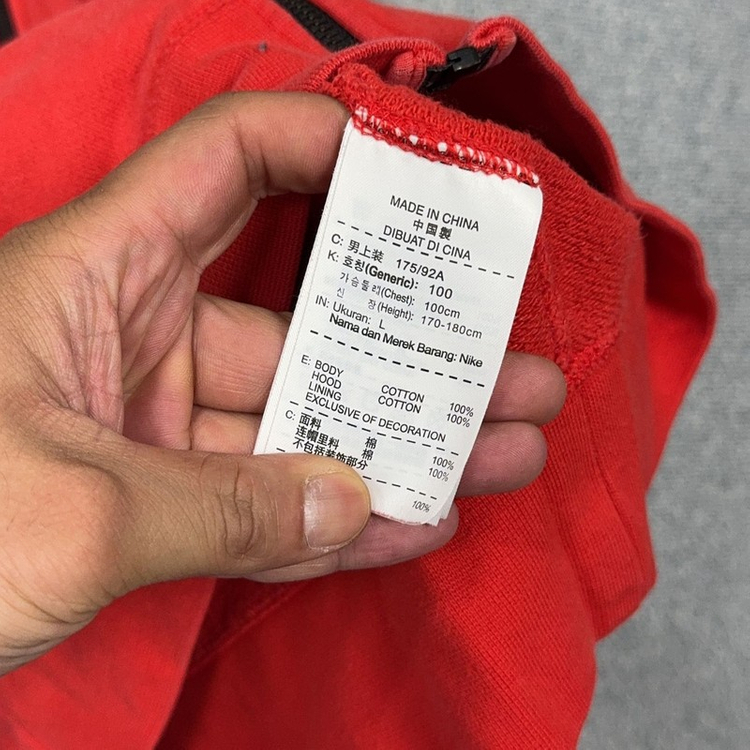 MADE IN CHINA
中国製
DIBUAT DI CINA
C: 男上装 175/92A
K: 호칭(Generic): 100
가슴둘레(Chest): 100cm
신 장(Height): 170-180cm
IN: Ukuran: L
Nama dan Merek Barang: Nike
E: BODY COTTON 100%
HOOD COTTON 100%
LINING
EXCLUSIVE OF DECORATION
C: 面料 棉 100%
连帽里料 棉 100%
不包括装饰部分
100%